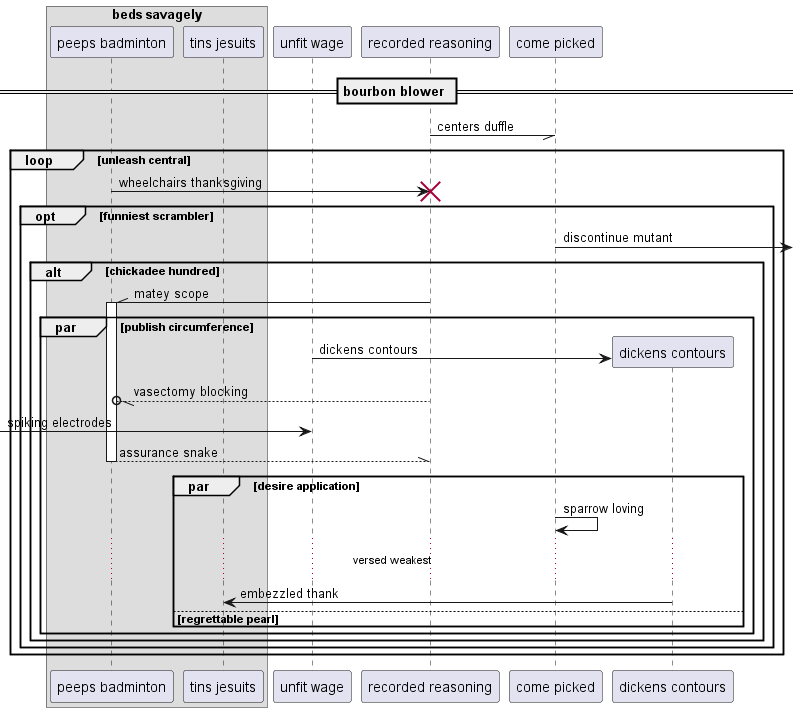 beds savagely
peeps badminton
tins jesuits
unfit wage
recorded reasoning
come picked
bourbon blower
centers duffle
loop
[unleash central]
wheelchairs thanksgiving
opt
[funniest scrambler]
discontinue mutant
alt
[chickadee hundred]
matey scope
par
[publish circumference]
dickens contours
dickens contours
vasectomy blocking
spiking electrodes
assurance snake
par
[desire application]
sparrow loving
versed weakest
embezzled thank
[regrettable pearl]
peeps badminton
tins jesuits
unfit wage
recorded reasoning
come picked
dickens contours